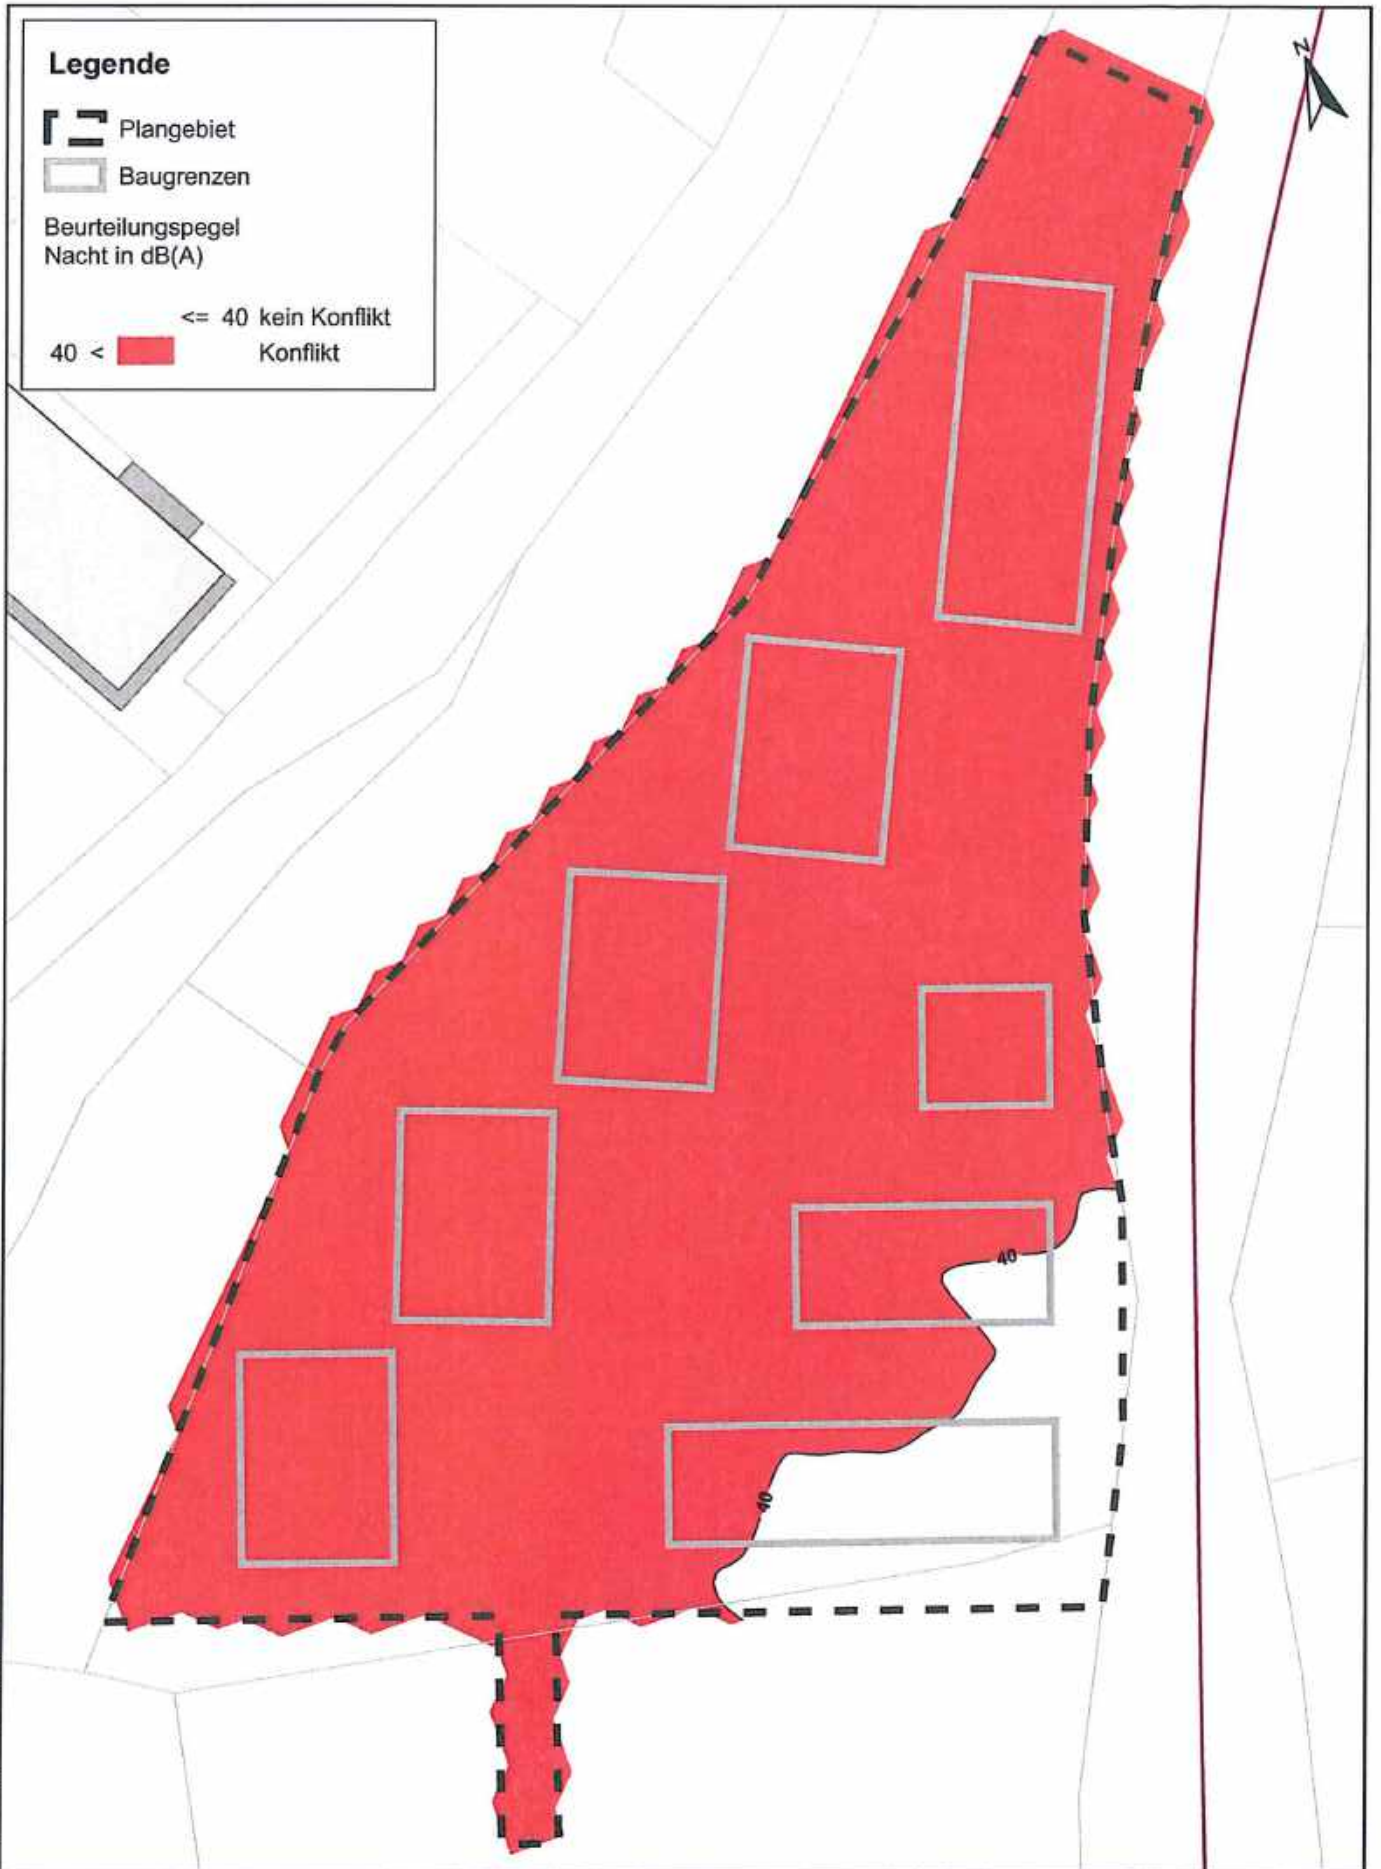 Legende
Plangebiet
Baugrenzen
Beurteilungspegel
Nacht in dB(A)
<= 40 kein Konflikt
40 < Konflikt
N
40
40